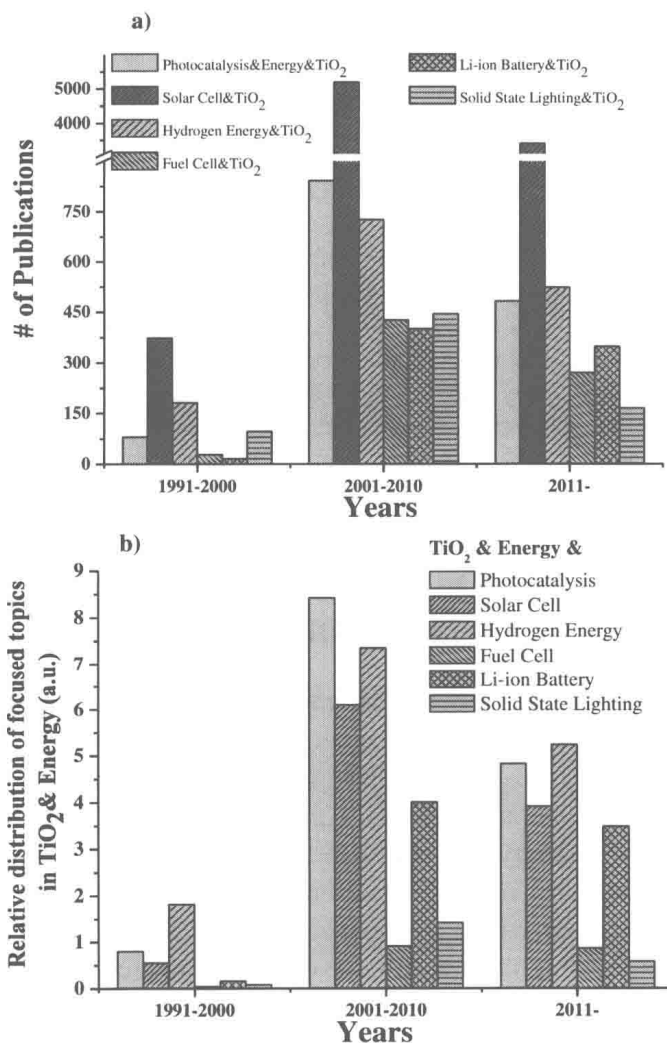 a)
Photocatalysis&Energy&TiO2
Solar Cell&TiO2
Hydrogen Energy&TiO2
Fuel Cell&TiO2
Li-ion Battery&TiO2
Solid State Lighting&TiO2
# of Publications
5000
4000
750
600
450
300
150
0
1991-2000
2001-2010
2011-
Years
b)
TiO2 & Energy &
Photocatalysis
Solar Cell
Hydrogen Energy
Fuel Cell
Li-ion Battery
Solid State Lighting
Relative distribution of focused topics
in TiO2& Energy (a.u.)
9
8
7
6
5
4
3
2
1
0
1991-2000
2001-2010
2011-
Years